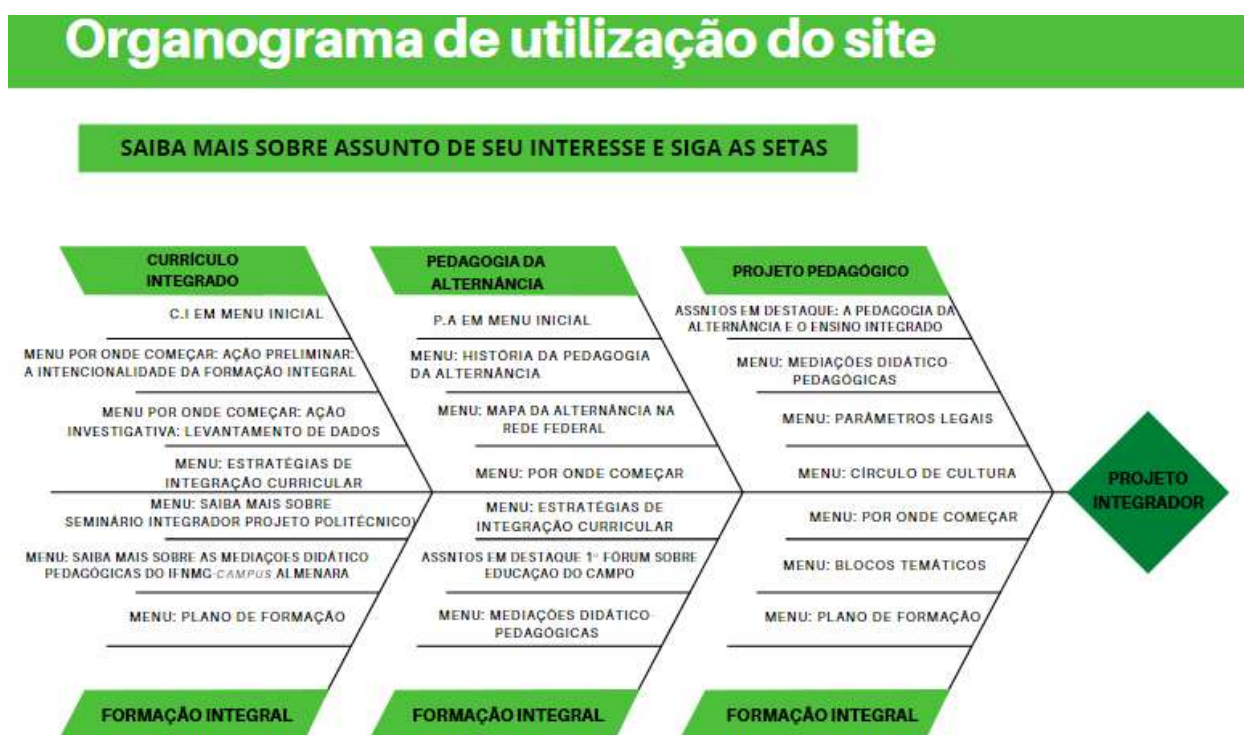 Organograma de utilização do site
SAIBA MAIS SOBRE ASSUNTO DE SEU INTERESSE E SIGA AS SETAS
CURRÍCULO
INTEGRADO
C.I EM MENU INICIAL
MENU POR ONDE COMEÇAR: AÇÃO PRELIMINAR:
A INTENCIONALIDADE DA FORMAÇÃO INTEGRAL
MENU POR ONDE COMEÇAR: AÇÃO
INVESTIGATIVA: LEVANTAMENTO DE DADOS
MENU: ESTRATÉGIAS DE
INTEGRAÇÃO CURRICULAR
MENU: SAIBA MAIS SOBRE
SEMINÁRIO INTEGRADOR PROJETO POLITÉCNICO)
MENU: SAIBA MAIS SOBRE AS MEDIAÇOES DIDÁTICO
PEDAGÓGICAS DO IFNMG-CAMPUS ALMENARA
MENU: PLANO DE FORMAÇÃO
FORMAÇÃO INTEGRAL
PEDAGOGIA DA
ALTERNÂNCIA
P.A EM MENU INICIAL
MENU: HISTÓRIA DA PEDAGOGIA
DA ALTERNÂNCIA
MENU: MAPA DA ALTERNÂNCIA NA
REDE FEDERAL
MENU: POR ONDE COMEÇAR
MENU: ESTRATÉGIAS DE
INTEGRAÇÃO CURRICULAR
ASSNTOS EM DESTAQUE 1º FÓRUM SOBRE
EDUCAÇAO DO CAMPO
MENU: MEDIAÇÕES DIDÁTICO-
PEDAGÓGICAS
FORMAÇÃO INTEGRAL
PROJETO PEDAGÓGICO
ASSNTOS EM DESTAQUE: A PEDAGOGIA DA
ALTERNÂNCIA E O ENSINO INTEGRADO
MENU: MEDIAÇÕES DIDÁTICO-
PEDAGÓGICAS
MENU: PARÂMETROS LEGAIS
MENU: CÍRCULO DE CULTURA
MENU: POR ONDE COMEÇAR
MENU: BLOCOS TEMÁTICOS
MENU: PLANO DE FORMAÇÃO
FORMAÇÃO INTEGRAL
PROJETO
INTEGRADOR